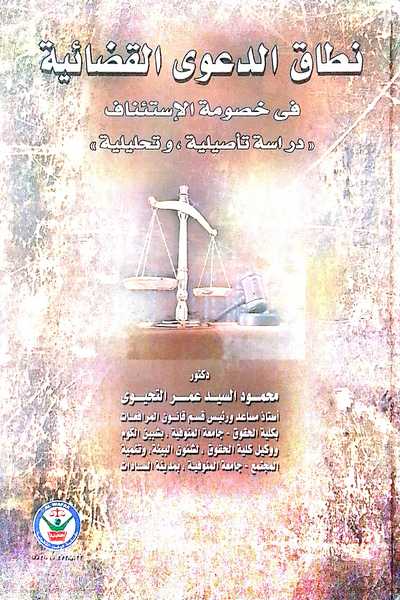 نطاق الدعوى القضائية
فى خصومة الإستئناف
« دراسة تأصيلية ، وتحليلية »
دكتور
محمود السيد عمر التحيوى
أستاذ مساعد ورئيس قسم قانون المرافعات
بكلية الحقوق - جامعة المنوفية . بشبين الكوم
ووكيل كلية الحقوق . لشئون البيئة، وتنمية
المجتمع - جامعة المنوفية . بمدينة السادات